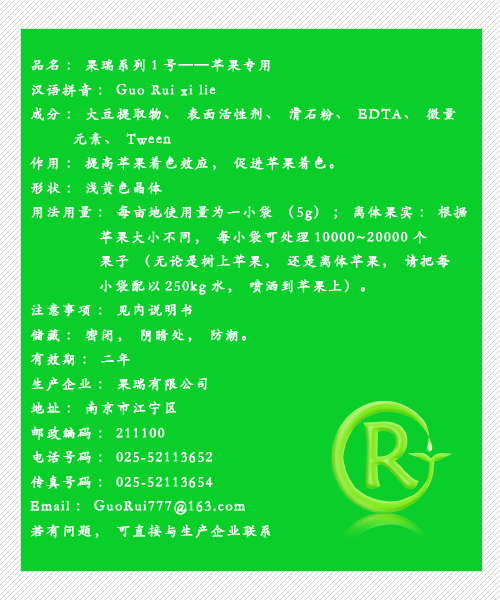 品名：果瑞系列1号——苹果专用
汉语拼音：Guo Rui xi lie
成分：大豆提取物、表面活性剂、滑石粉、EDTA、微量
元素、Tween
作用：提高苹果着色效应，促进苹果着色。
形状：浅黄色晶体
用法用量：每亩地使用量为一小袋（5g）；离体果实：根据
苹果大小不同，每小袋可处理10000~20000个
果子（无论是树上苹果，还是离体苹果，请把每
小袋配以250kg水，喷洒到苹果上）。
注意事项：见内说明书
储藏：密闭，阴暗处，防潮。
有效期：二年
生产企业：果瑞有限公司
地址：南京市江宁区
邮政编码：211100
电话号码：025-52113652
传真号码：025-52113654
Email：GuoRui777@163.com
若有问题，可直接与生产企业联系
R